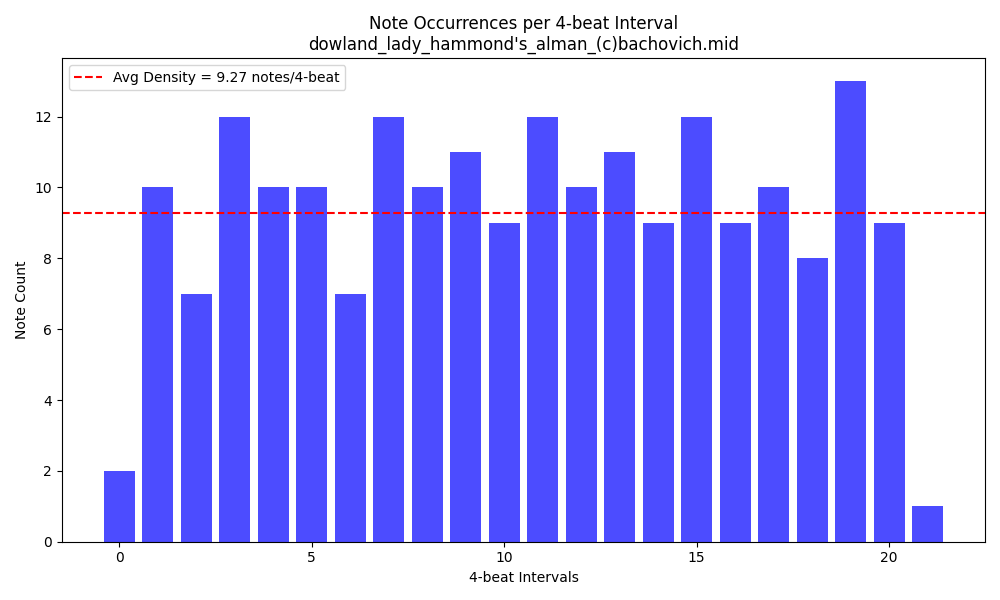 Note Occurrences per 4-beat Interval
dowland_lady_hammond's_alman_(c)bachovich.mid
Avg Density = 9.27 notes/4-beat
Note Count
12
10
8
6
4
2
0
0 5 10 15 20
4-beat Intervals